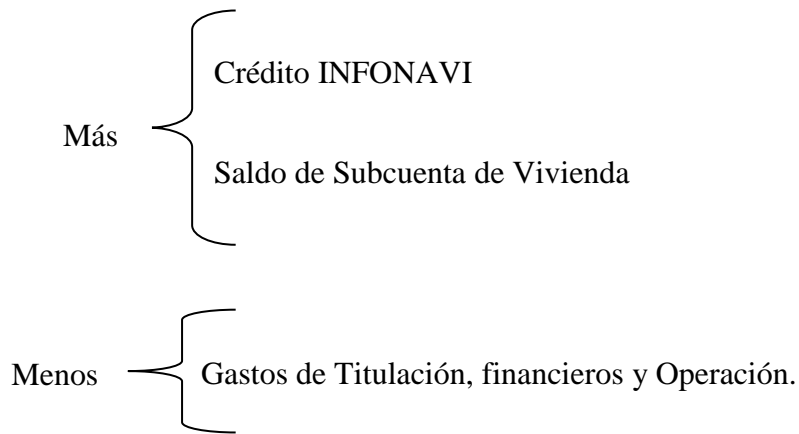 Crédito INFONAVI
Más
Saldo de Subcuenta de Vivienda
Menos
Gastos de Titulación, financieros y Operación.